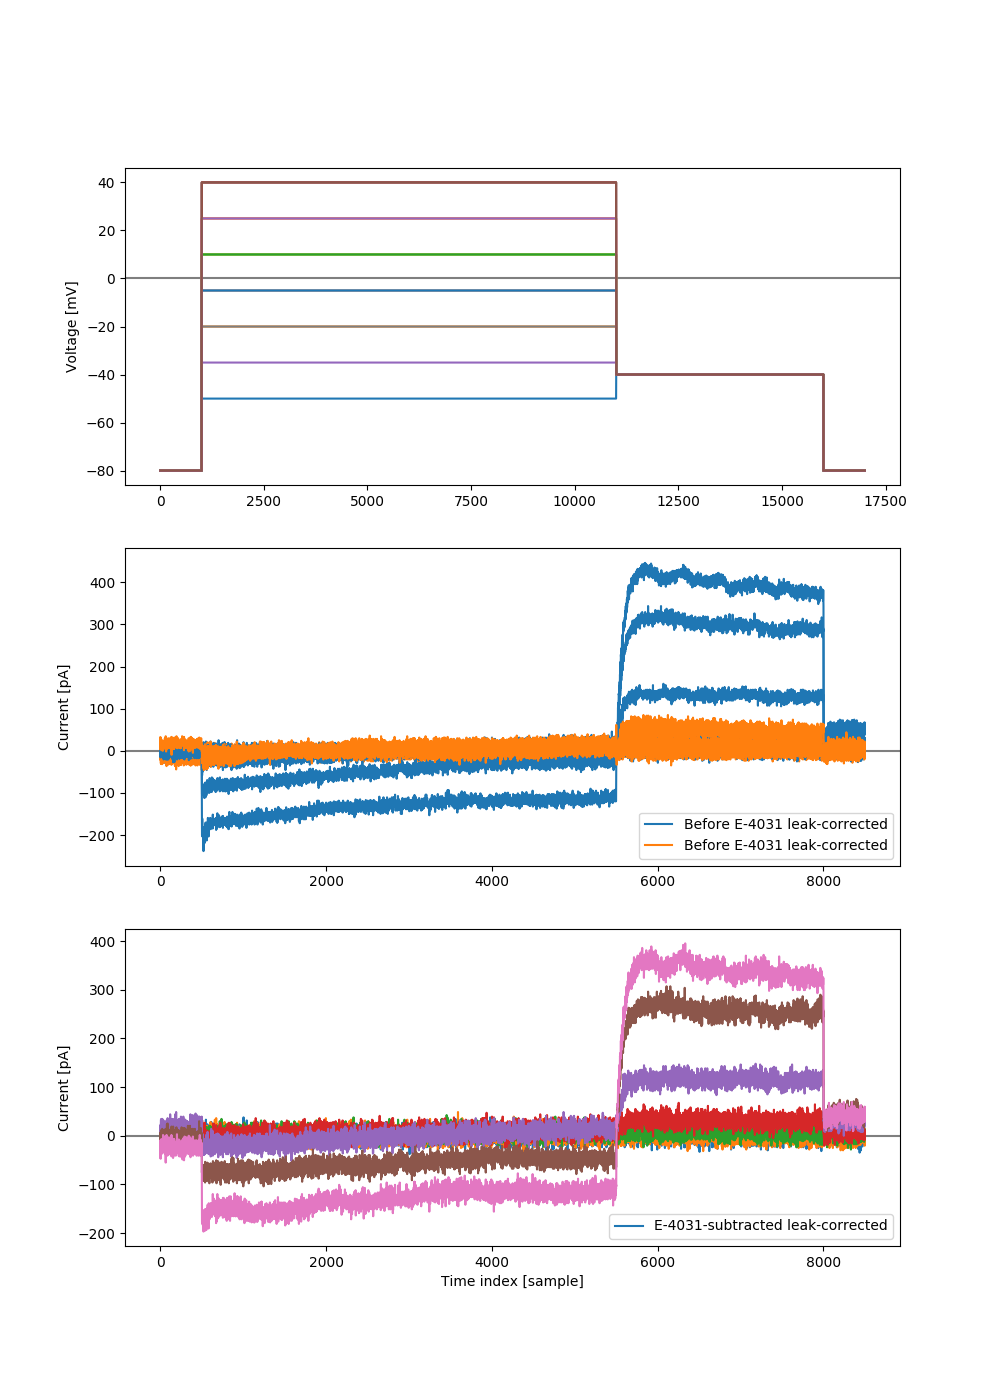 40
20
0
−20
−40
−60
−80
Voltage [mV]
0 2500 5000 7500 10000 12500 15000 17500
400
300
200
100
0
−100
−200
Current [pA]
Before E-4031 leak-corrected
Before E-4031 leak-corrected
0 2000 4000 6000 8000
400
300
200
100
0
−100
−200
Current [pA]
E-4031-subtracted leak-corrected
0 2000 4000 6000 8000
Time index [sample]